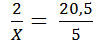 2/X = 20,5/5